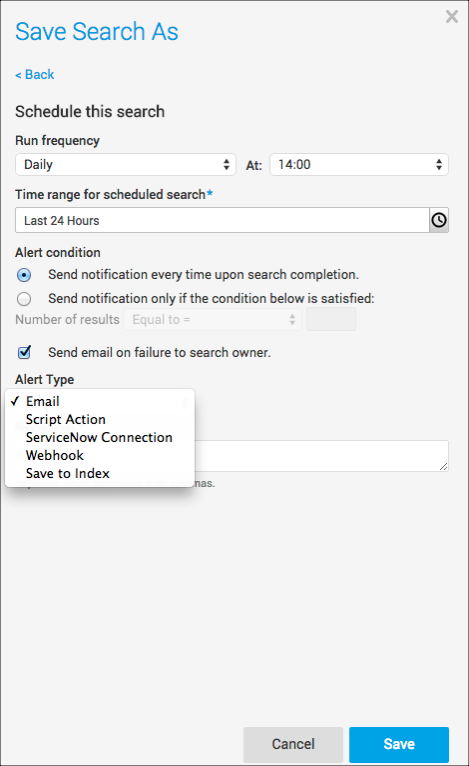 Save Search As
< Back
Schedule this search
Run frequency
Daily At: 14:00
Time range for scheduled search*
Last 24 Hours
Alert condition
Send notification every time upon search completion.
Send notification only if the condition below is satisfied:
Number of results Equal to =
Send email on failure to search owner.
Alert Type
✓ Email
Script Action
ServiceNow Connection
Webhook
Save to Index
Cancel Save